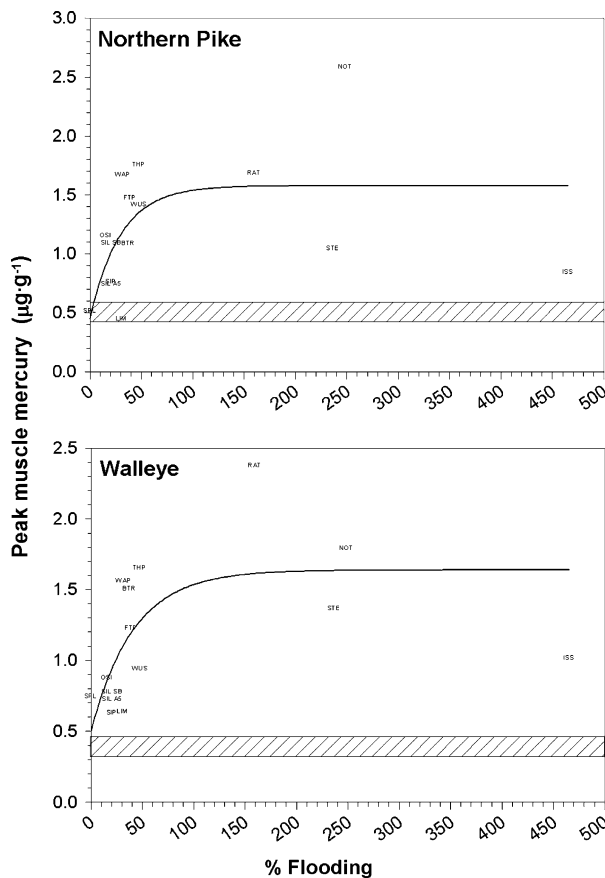 Peak muscle mercury (µg·g-1)
3.0
2.5
2.0
1.5
1.0
0.5
0.0
Northern Pike
NOT
THP
WAP
RAT
FTP
WUS
OSI
SIL SB BTR
STE
ISS
SIP
SIL A5
SFL
LIM
0 50 100 150 200 250 300 350 400 450 500
2.5
2.0
1.5
1.0
0.5
0.0
Walleye
RAT
NOT
THP
WAP
BTR
STE
FTP
WUS
ISS
OSI
SIL SB
SFL
SIL A5
SIP LIM
0 50 100 150 200 250 300 350 400 450 500
% Flooding